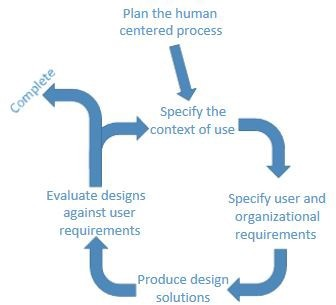 Plan the human
centered process
Complete
Specify the
context of use
Evaluate designs
against user
requirements
Specify user and
organizational
requirements
Produce design
solutions